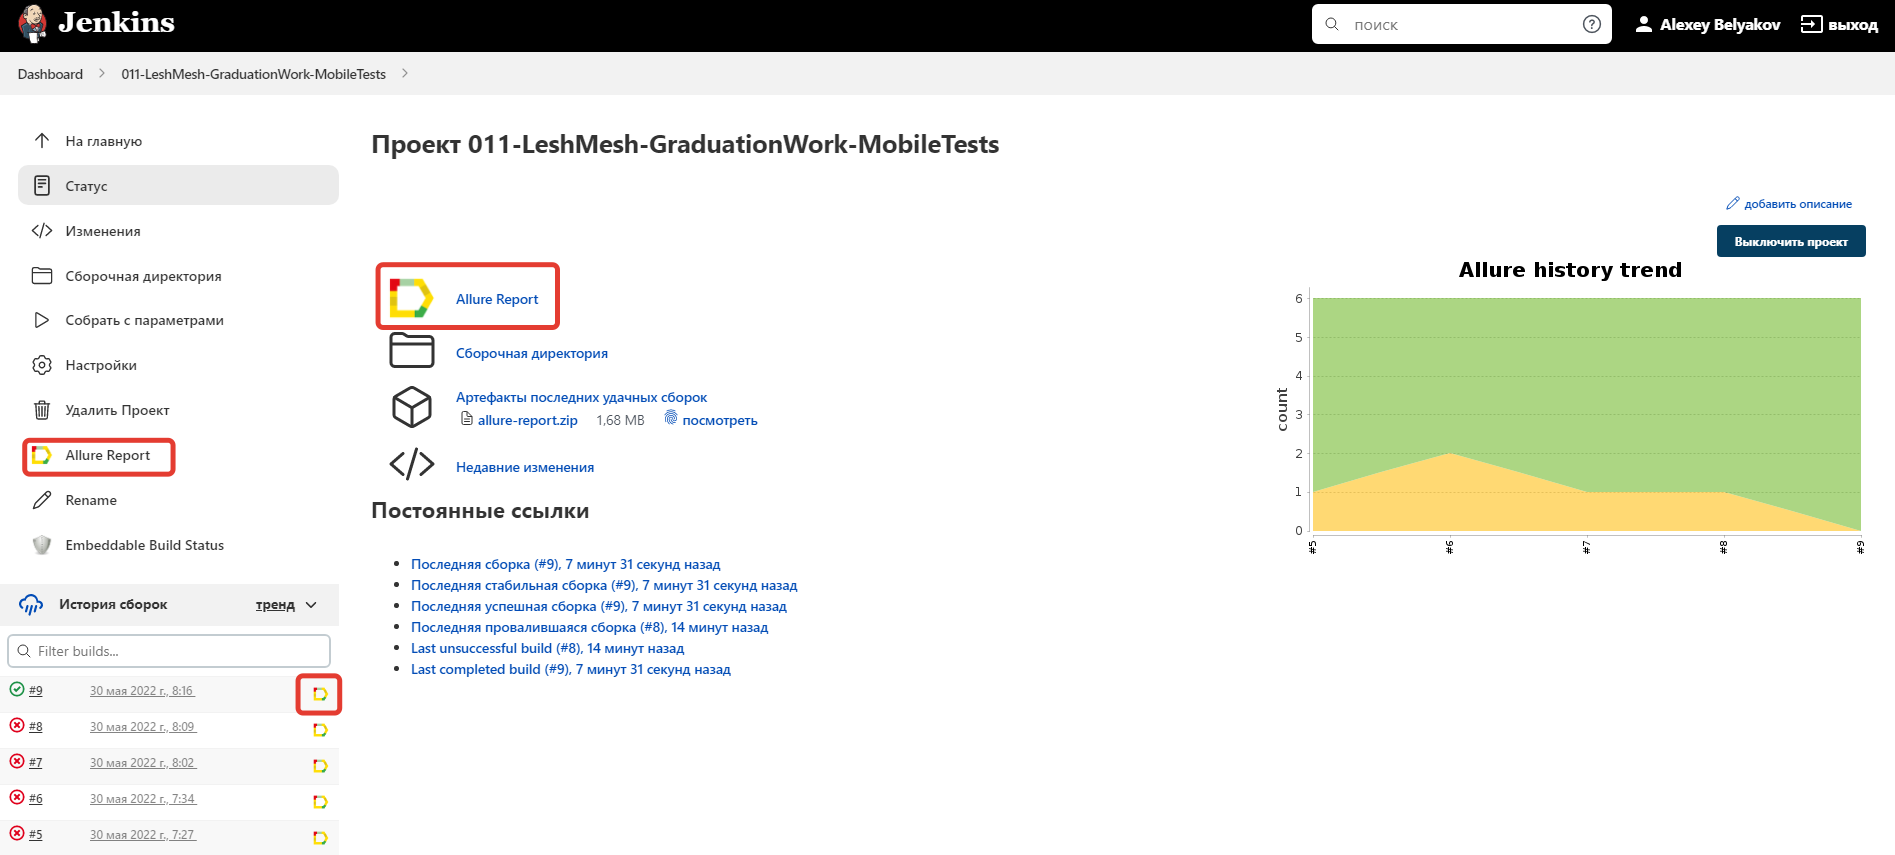 Jenkins
поиск
Alexey Belyakov
выход
Dashboard
011-LeshMesh-GraduationWork-MobileTests
На главную
Статус
Изменения
Сборочная директория
Собрать с параметрами
Настройки
Удалить Проект
Allure Report
Rename
Embeddable Build Status
История сборок
тренд
Filter builds...
#9 30 мая 2022 г., 8:16
#8 30 мая 2022 г., 8:09
#7 30 мая 2022 г., 8:02
#6 30 мая 2022 г., 7:34
#5 30 мая 2022 г., 7:27
Проект 011-LeshMesh-GraduationWork-MobileTests
добавить описание
Выключить проект
Allure Report
Сборочная директория
Артефакты последних удачных сборок
allure-report.zip 1,68 MB посмотреть
Недавние изменения
Постоянные ссылки
Последняя сборка (#9), 7 минут 31 секунд назад
Последняя стабильная сборка (#9), 7 минут 31 секунд назад
Последняя успешная сборка (#9), 7 минут 31 секунд назад
Последняя провалившаяся сборка (#8), 14 минут назад
Last unsuccessful build (#8), 14 минут назад
Last completed build (#9), 7 минут 31 секунд назад
Allure history trend
count
6
5
4
3
2
1
0
#5
#6
#7
#8
#9